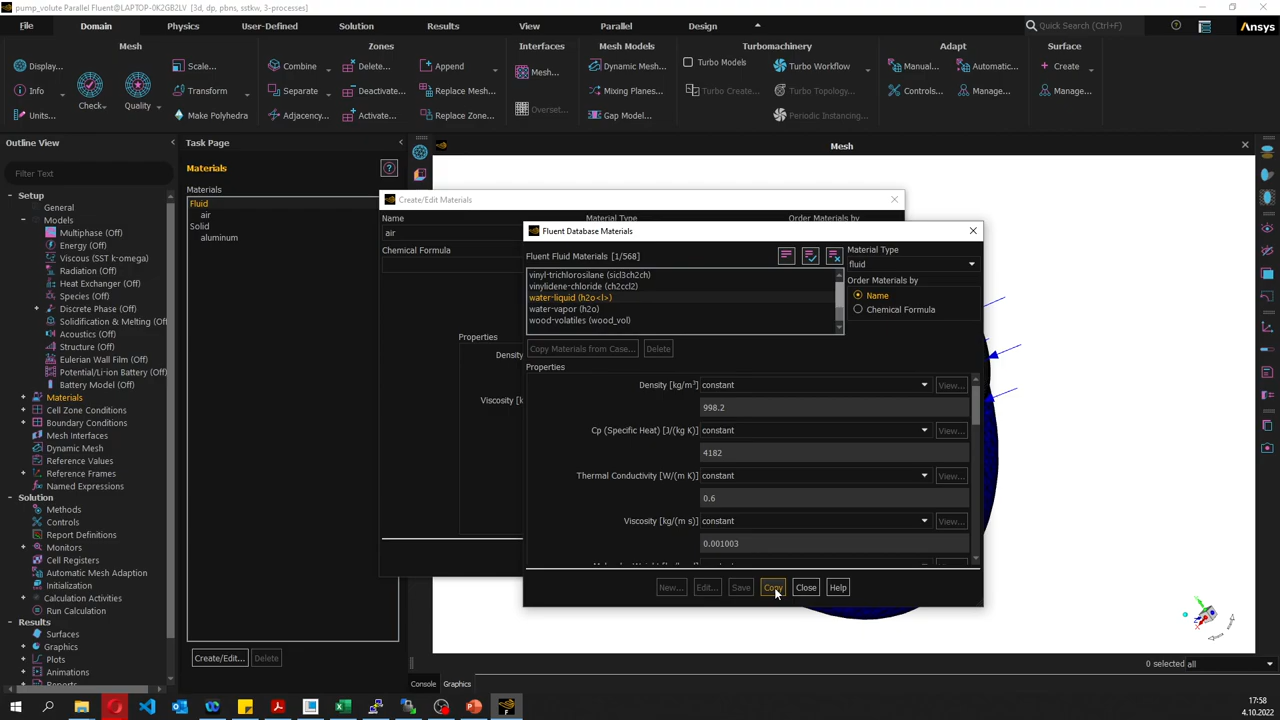 pump_volute Parallel Fluent@LAPTOP-0K2GB2LV [3d, dp, pbns, sstkw, 3-processes]
File Domain Physics User-Defined Solution Results View Parallel Design Quick Search (Ctrl+F) Ansys
Mesh Zones Interfaces Mesh Models Turbomachinery Adapt Surface
Display... Scale... Combine Delete... Append Mesh... Dynamic Mesh... Turbo Models Turbo Workflow Manual... Automatic... Create
Info Check Quality Transform Separate Deactivate... Replace Mesh... Mixing Planes... Turbo Create... Turbo Topology... Controls... Manage... Manage...
Units... Make Polyhedra Adjacency... Activate... Replace Zone... Overset... Gap Model... Periodic Instancing...
Outline View
Filter Text
Setup
General
Models
Multiphase (Off)
Energy (Off)
Viscous (SST k-omega)
Radiation (Off)
Heat Exchanger (Off)
Species (Off)
Discrete Phase (Off)
Solidification & Melting (Off)
Acoustics (Off)
Structure (Off)
Eulerian Wall Film (Off)
Potential/Li-ion Battery (Off)
Battery Model (Off)
Materials
Cell Zone Conditions
Boundary Conditions
Mesh Interfaces
Dynamic Mesh
Reference Values
Reference Frames
Named Expressions
Solution
Methods
Controls
Report Definitions
Monitors
Cell Registers
Automatic Mesh Adaption
Initialization
Calculation Activities
Run Calculation
Results
Surfaces
Graphics
Plots
Animations
Reports
Task Page
Materials
Materials
Fluid
air
Solid
aluminum
Create/Edit... Delete
Mesh
Create/Edit Materials
Name Material Type Order Materials by
air
Chemical Formula
Properties
Density
Viscosity [k
Fluent Database Materials
Fluent Fluid Materials [1/568]
vinyl-trichlorosilane (sicl3ch2ch)
vinylidene-chloride (ch2ccl2)
water-liquid (h2o<l>)
water-vapor (h2o)
wood-volatiles (wood_vol)
Material Type
fluid
Order Materials by
Name
Chemical Formula
Copy Materials from Case... Delete
Properties
Density [kg/m³] constant View...
998.2
Cp (Specific Heat) [J/(kg K)] constant View...
4182
Thermal Conductivity [W/(m K)] constant View...
0.6
Viscosity [kg/(m s)] constant View...
0.001003
New... Edit... Save Copy Close Help
0 selected all
Console Graphics
17:58
4.10.2022